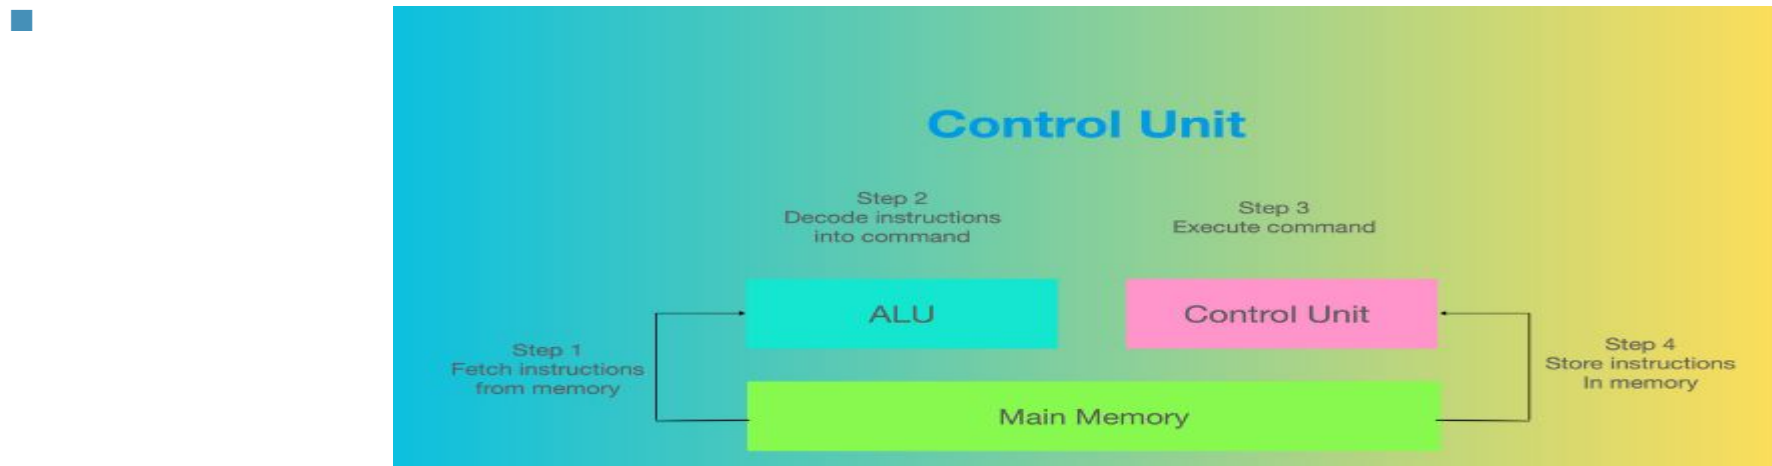 Control Unit
Step 2
Decode instructions
into command
Step 3
Execute command
ALU
Control Unit
Step 1
Fetch instructions
from memory
Step 4
Store instructions
In memory
Main Memory